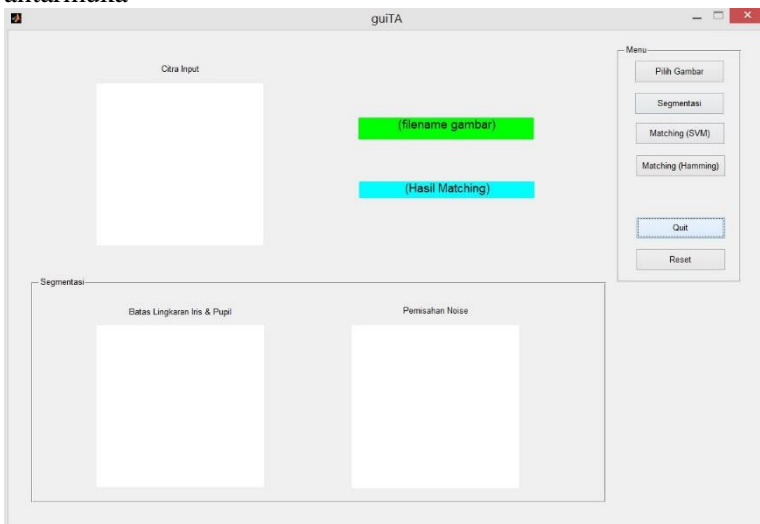 antarmuka
guiTA
Citra Input
(filename gambar)
(Hasil Matching)
Menu
Pilih Gambar
Segmentasi
Matching (SVM)
Matching (Hamming)
Quit
Reset
Segmentasi
Batas Lingkaran Iris & Pupil
Pemisahan Noise